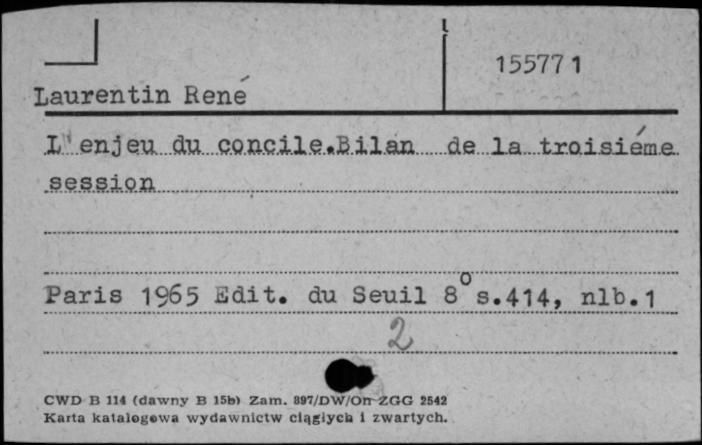 155771
Laurentin René
L'enjeu du concile.Bilan de la troisiéme
session
Paris 1965 Edit. du Seuil 8° s.414, nlb.1
2
CWD B 114 (dawny B 15b) Zam. 897/DW/On ZGG 2542
Karta katalogowa wydawnictw ciągłych i zwartych.